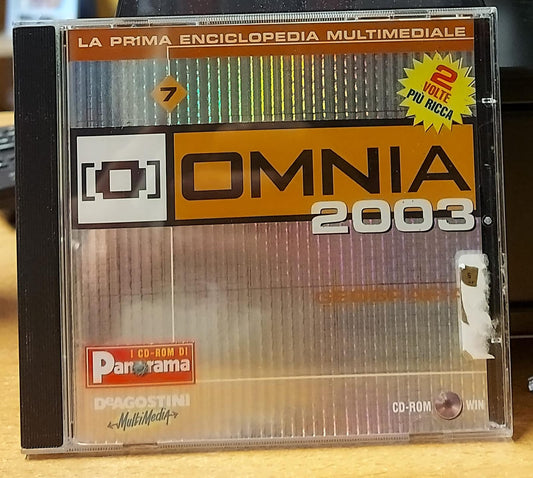 LA PRIMA ENCICLOPEDIA MULTIMEDIALE
7
2
VOLTE
PIÙ RICCA
OMNIA
2003
I CD-ROM DI
Panorama
DEAGOSTINI
MultiMedia
CD-ROM WIN